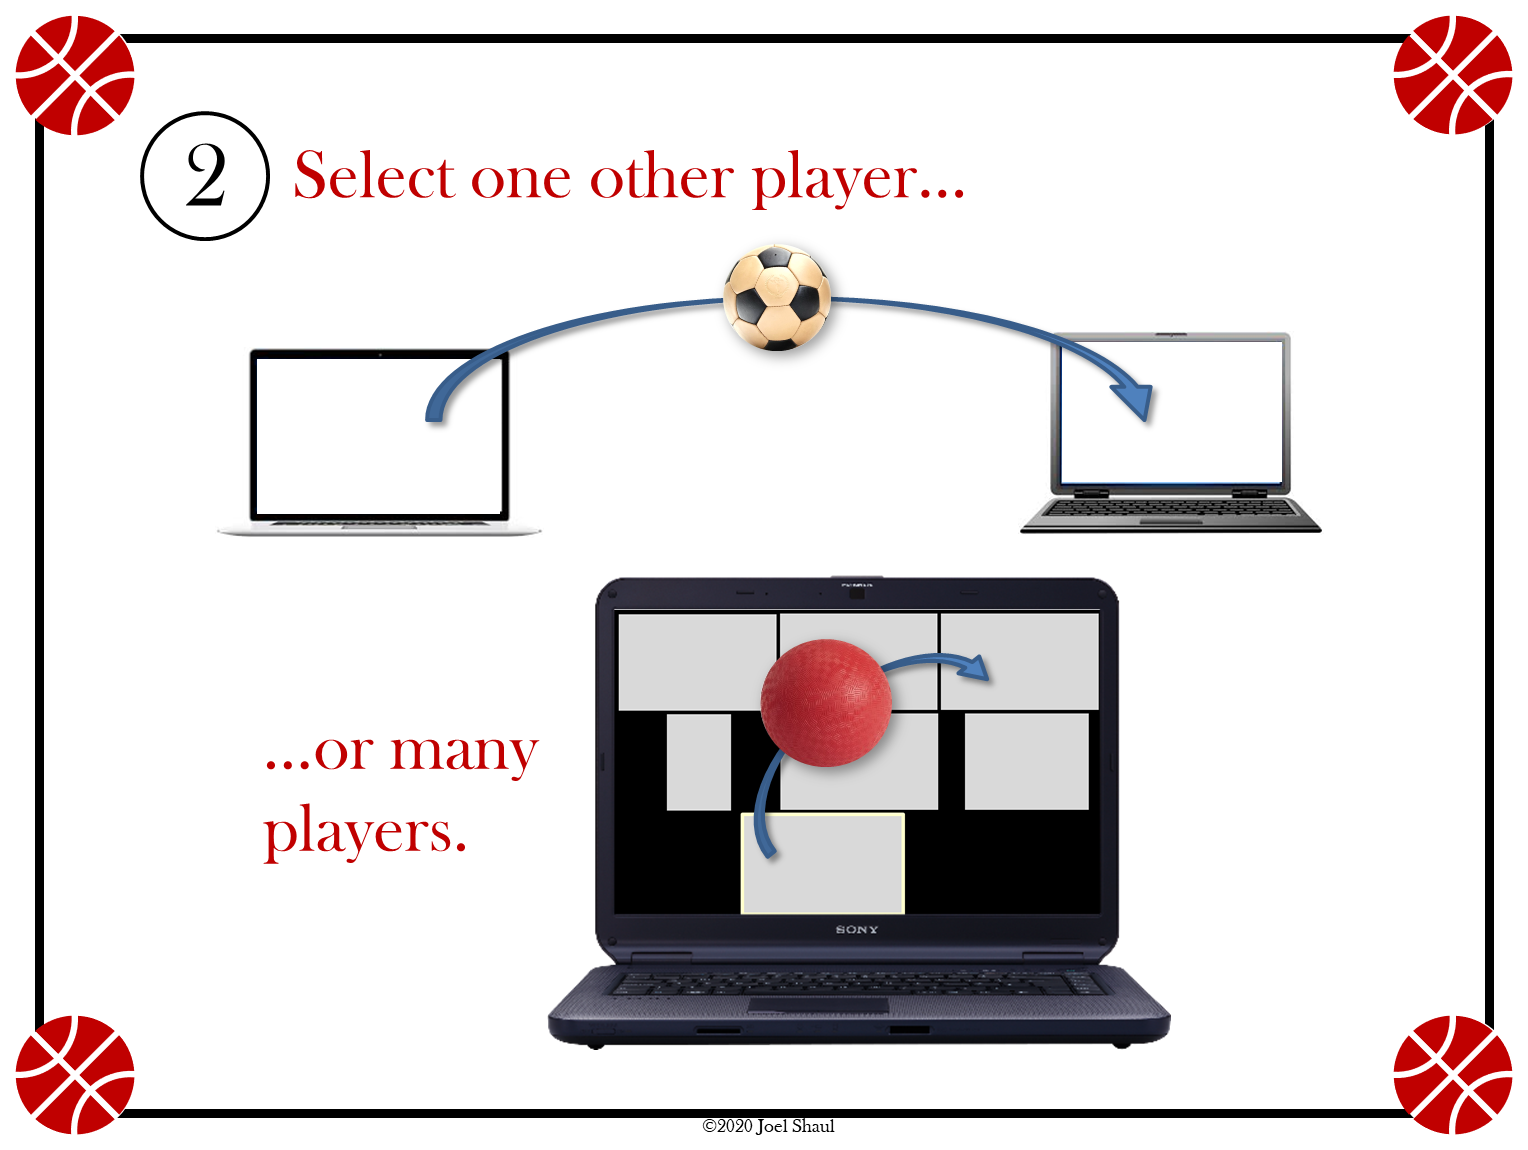 2
Select one other player...
...or many
players.
SONY
©2020 Joel Shaul